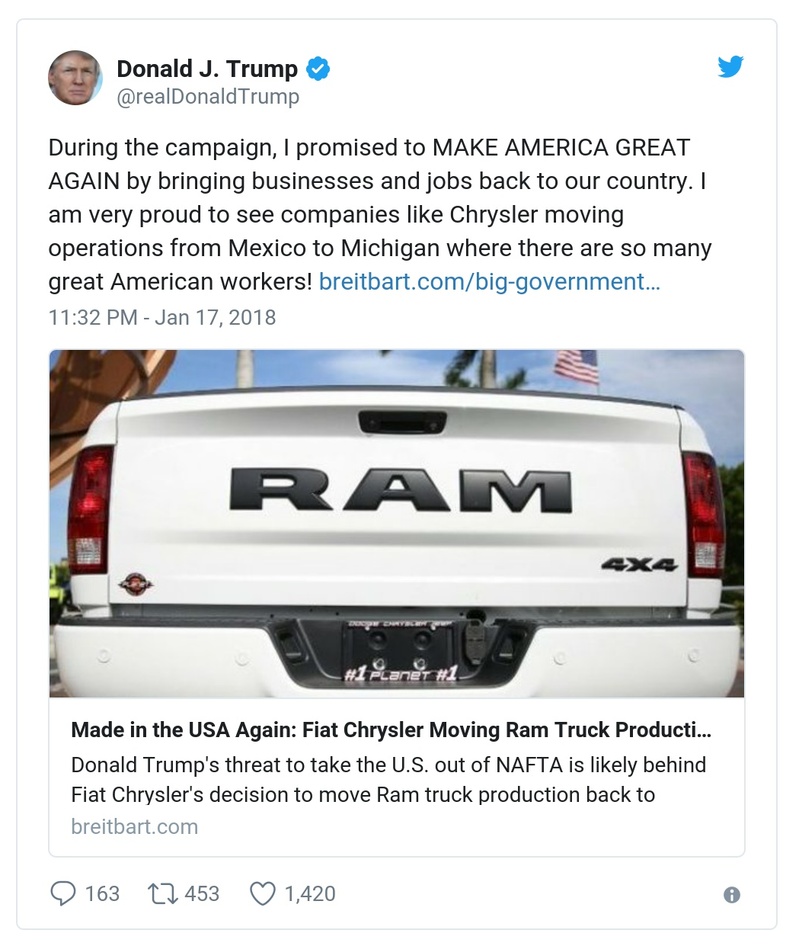 Donald J. Trump
@realDonaldTrump
During the campaign, I promised to MAKE AMERICA GREAT
AGAIN by bringing businesses and jobs back to our country. I
am very proud to see companies like Chrysler moving
operations from Mexico to Michigan where there are so many
great American workers! breitbart.com/big-government…
11:32 PM - Jan 17, 2018
RAM
4X4
DODGE CHRYSLER JEEP
#1 PLANET #1
Made in the USA Again: Fiat Chrysler Moving Ram Truck Producti…
Donald Trump's threat to take the U.S. out of NAFTA is likely behind
Fiat Chrysler's decision to move Ram truck production back to
breitbart.com
163 453 1,420